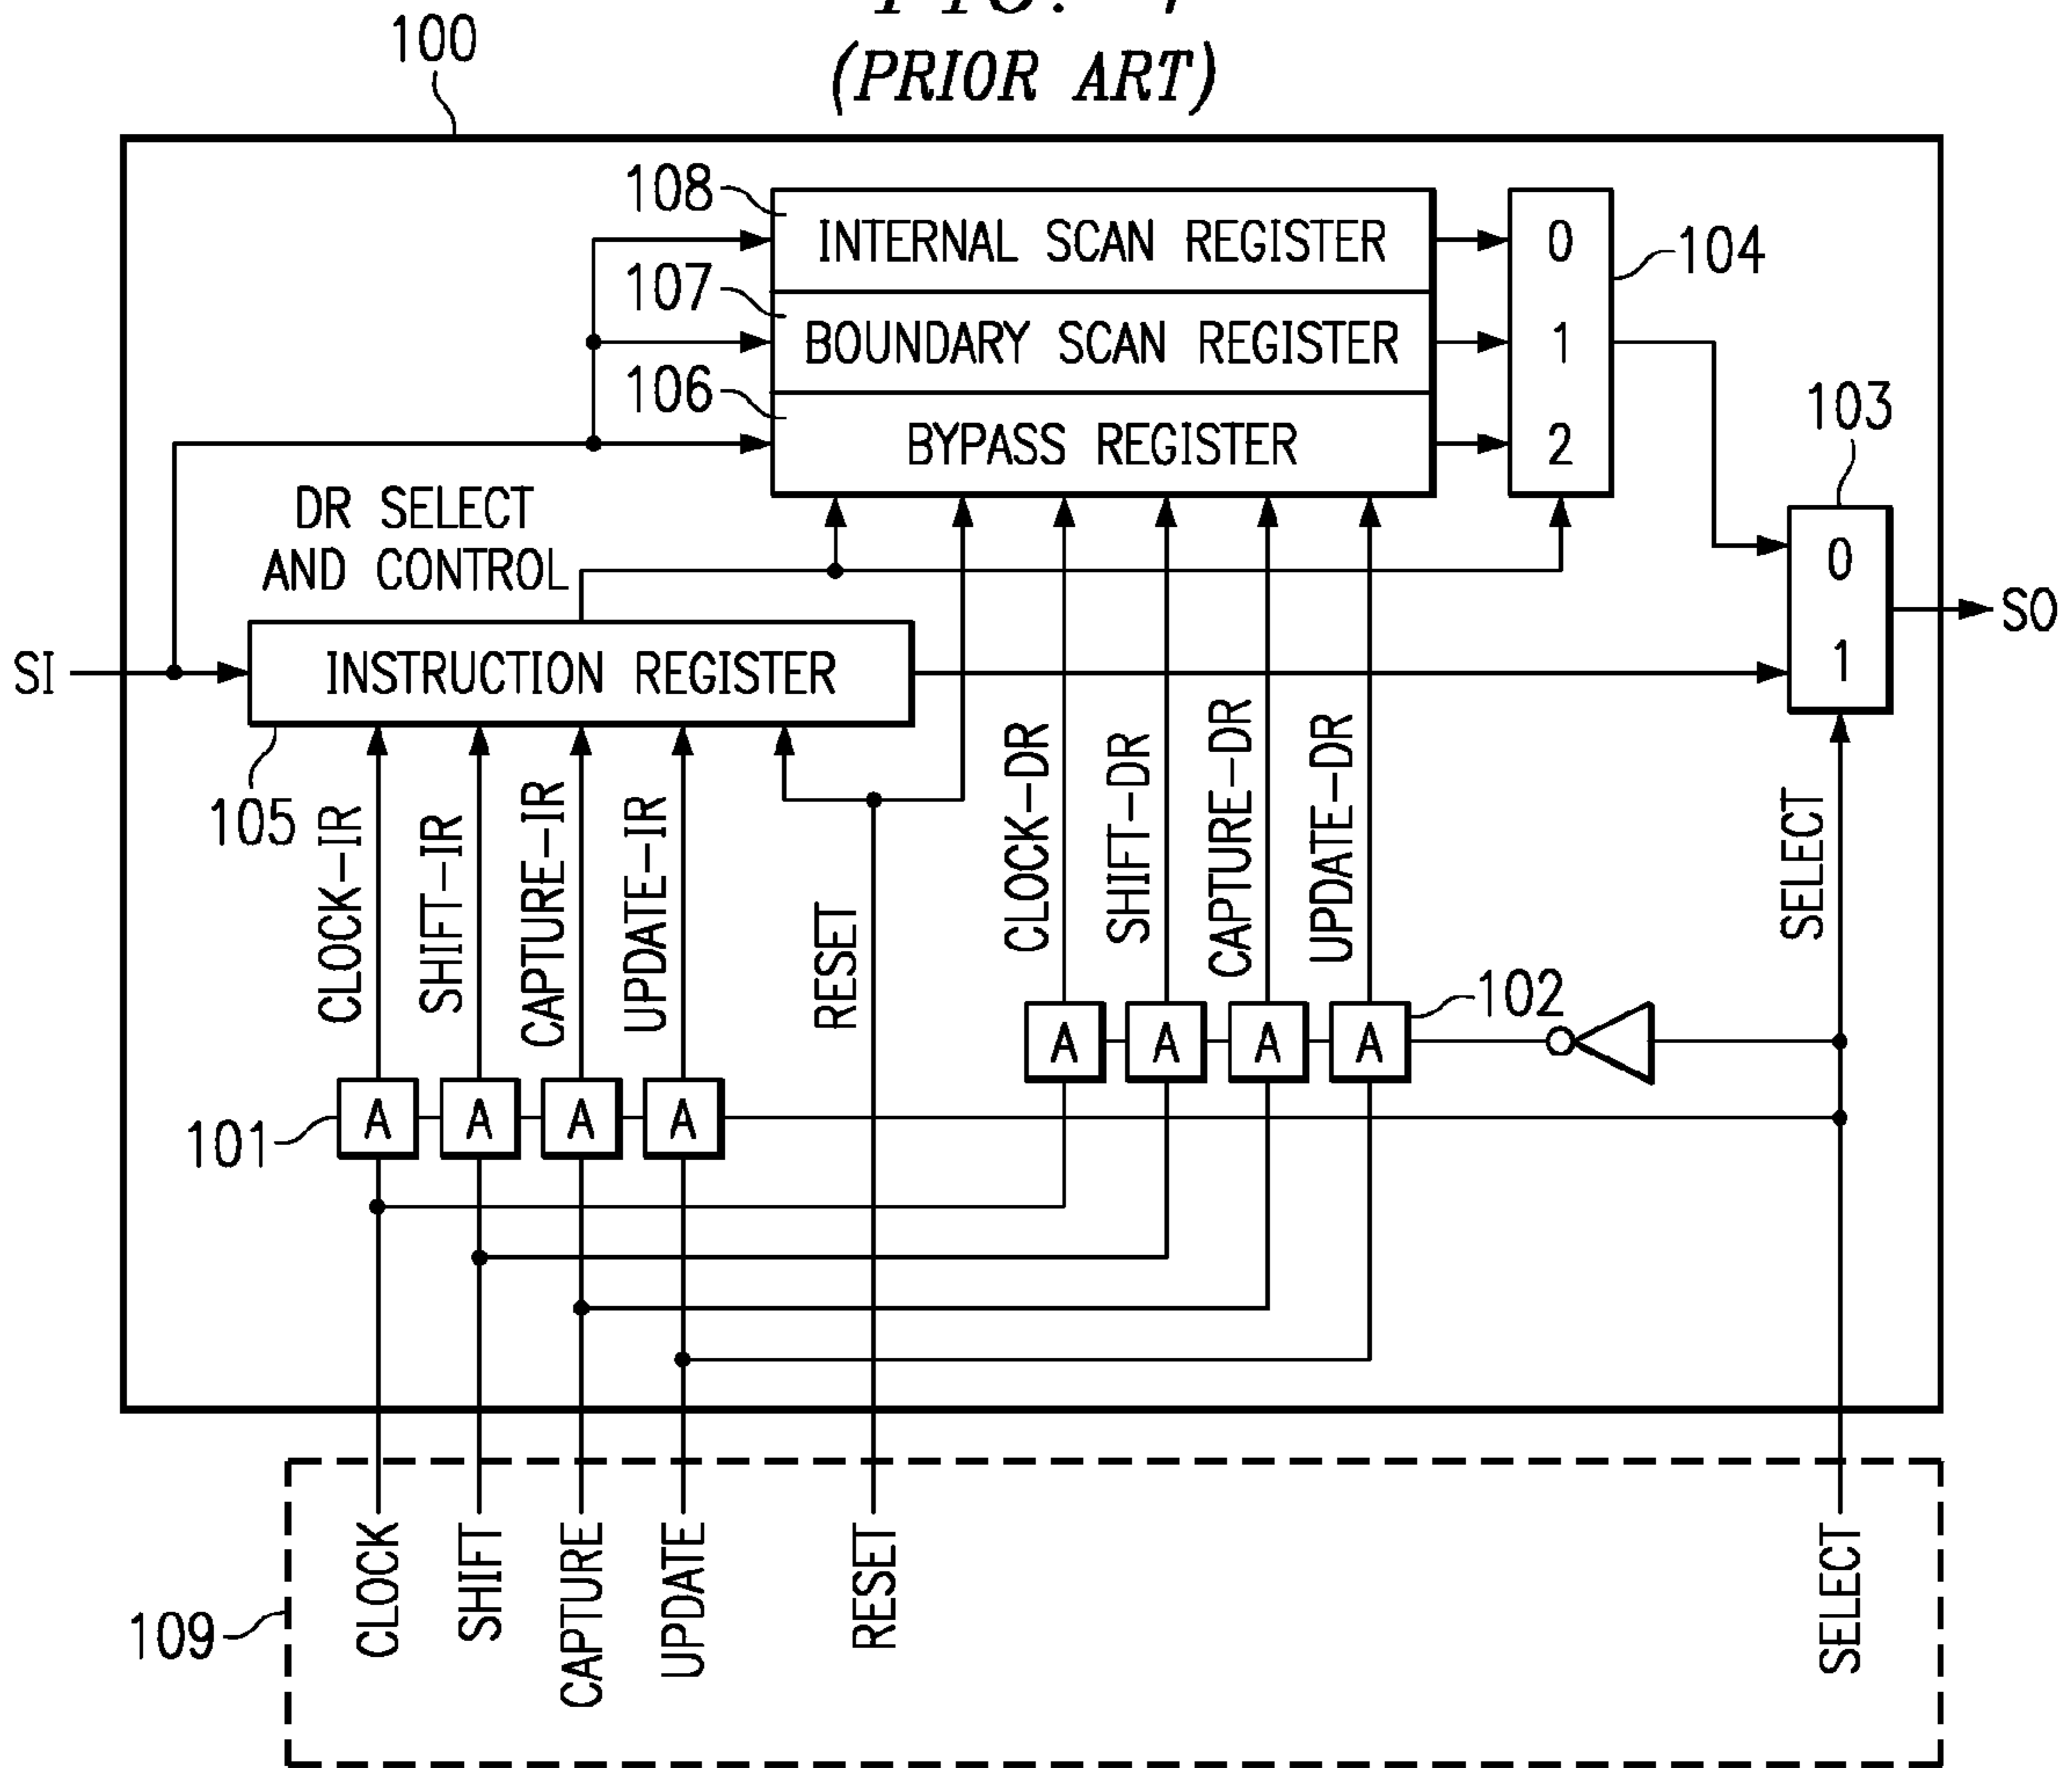 (PRIOR ART)
100
108
INTERNAL SCAN REGISTER
0
104
107
BOUNDARY SCAN REGISTER
1
106
BYPASS REGISTER
2
103
DR SELECT
AND CONTROL
0
1
SO
SI
INSTRUCTION REGISTER
105
CLOCK-IR
SHIFT-IR
CAPTURE-IR
UPDATE-IR
RESET
CLOCK-DR
SHIFT-DR
CAPTURE-DR
UPDATE-DR
SELECT
102
A
A
A
A
101
A
A
A
A
109
CLOCK
SHIFT
CAPTURE
UPDATE
RESET
SELECT